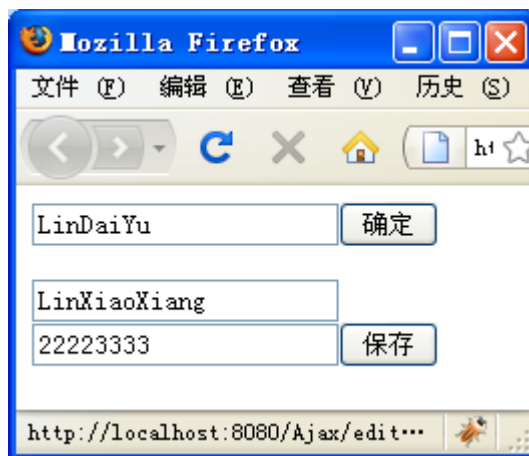 Mozilla Firefox
文件 (F) 编辑 (E) 查看 (V) 历史 (S)
ht
LinDaiYu 确定
LinXiaoXiang
22223333 保存
http://localhost:8080/Ajax/edit…